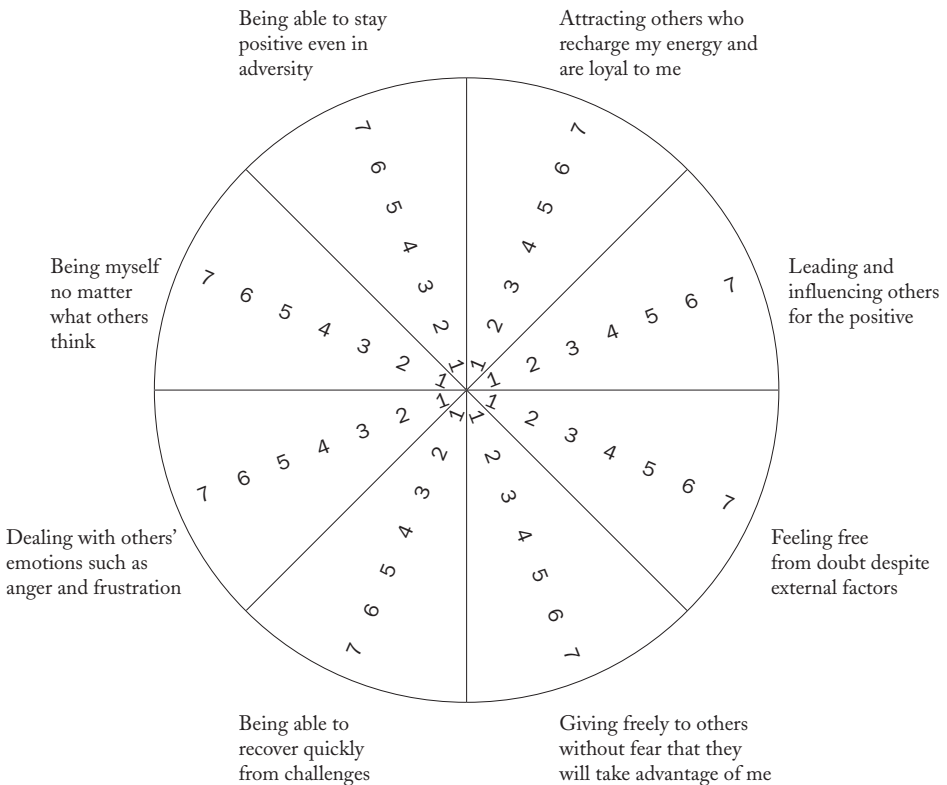 Being able to stay
positive even in
adversity
Attracting others who
recharge my energy and
are loyal to me
Being myself
no matter
what others
think
Leading and
influencing others
for the positive
7 6 5 4 3 2 1
7 6 5 4 3 2 1
7 6 5 4 3 2 1
1 2 3 4 5 6 7
7 6 5 4 3 2 1
1 2 3 4 5 6 7
1 2 3 4 5 6 7
1 2 3 4 5 6 7
Dealing with others’
emotions such as
anger and frustration
Feeling free
from doubt despite
external factors
Being able to
recover quickly
from challenges
Giving freely to others
without fear that they
will take advantage of me